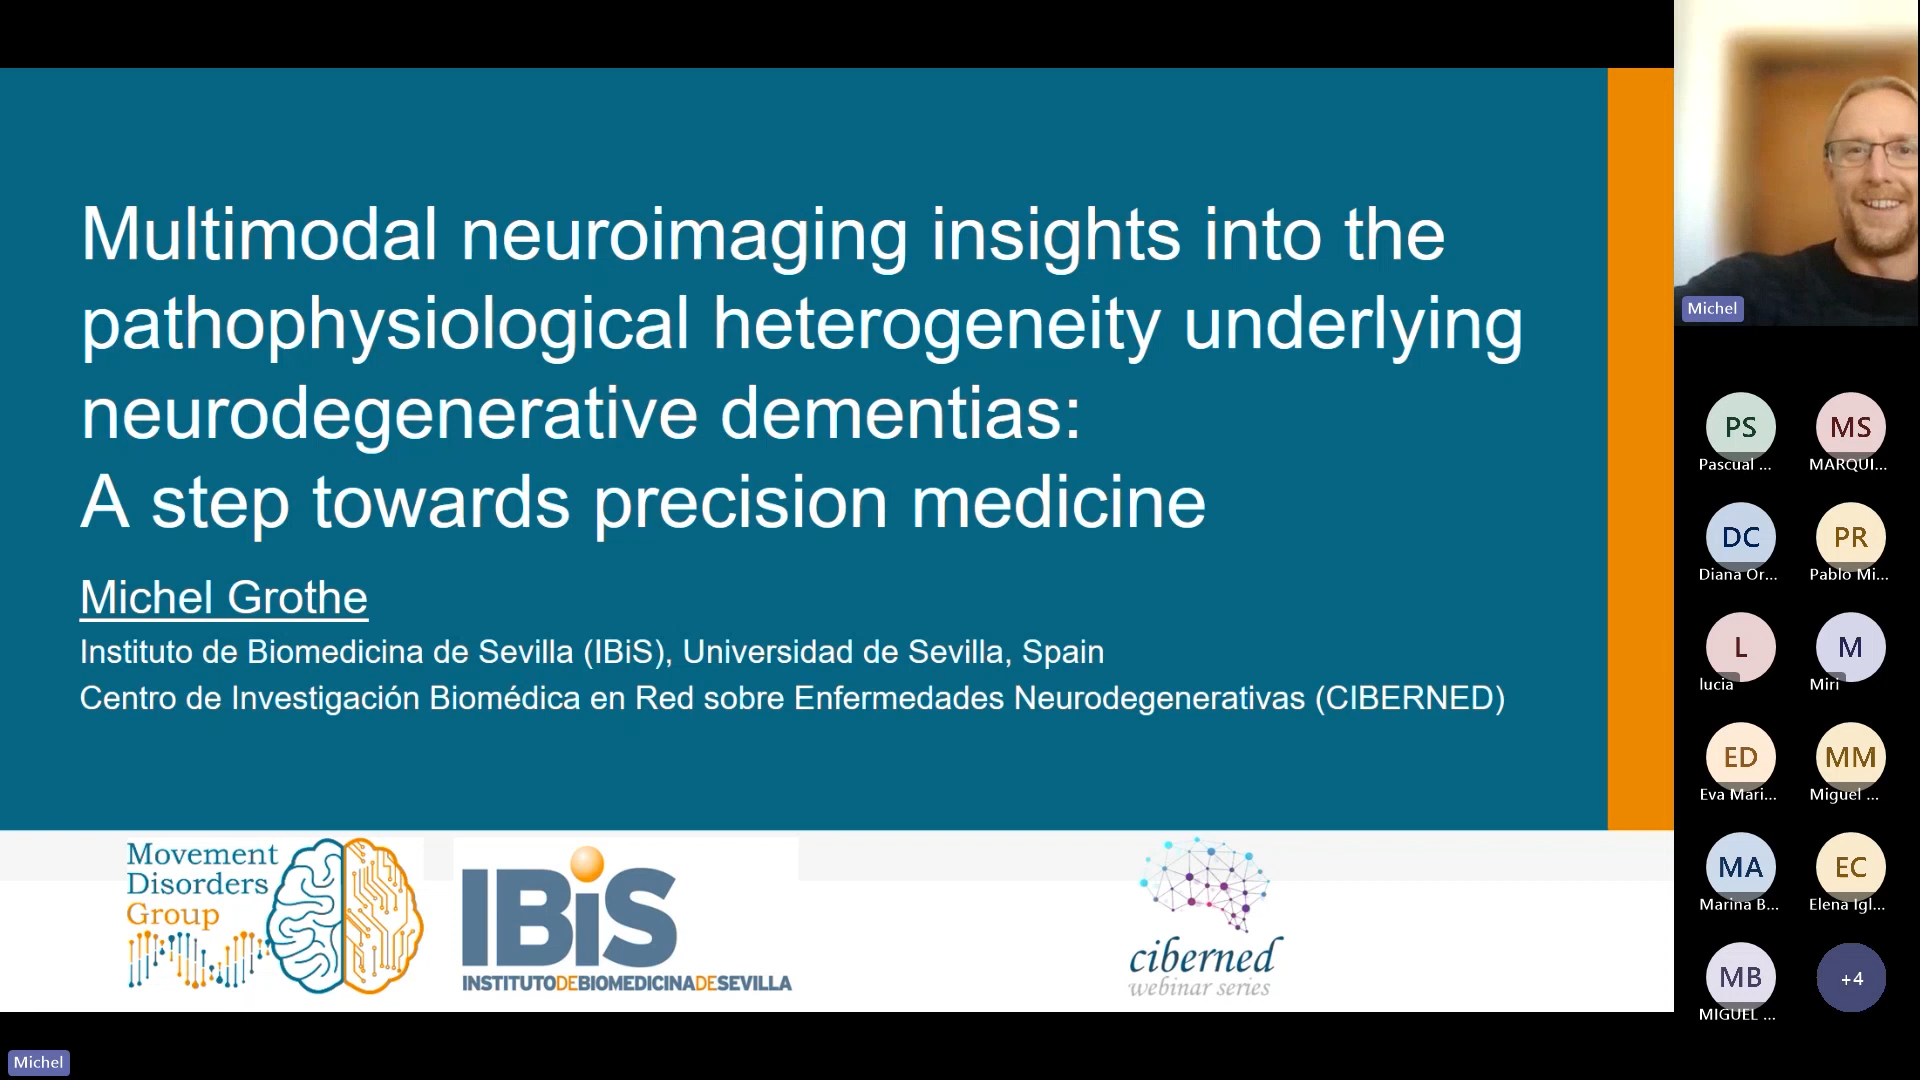 Multimodal neuroimaging insights into the
pathophysiological heterogeneity underlying
neurodegenerative dementias:
A step towards precision medicine
Michel Grothe
Instituto de Biomedicina de Sevilla (IBiS), Universidad de Sevilla, Spain
Centro de Investigación Biomédica en Red sobre Enfermedades Neurodegenerativas (CIBERNED)
Movement
Disorders
Group
IBiS
INSTITUTODEBIOMEDICINADESEVILLA
ciberned
webinar series
Michel
Michel
PS
Pascual ...
MS
MARQUI...
DC
Diana Or...
PR
Pablo Mi...
L
lucia
M
Miri
ED
Eva Mari...
MM
Miguel ...
MA
Marina B...
EC
Elena Igl...
MB
MIGUEL ...
+4